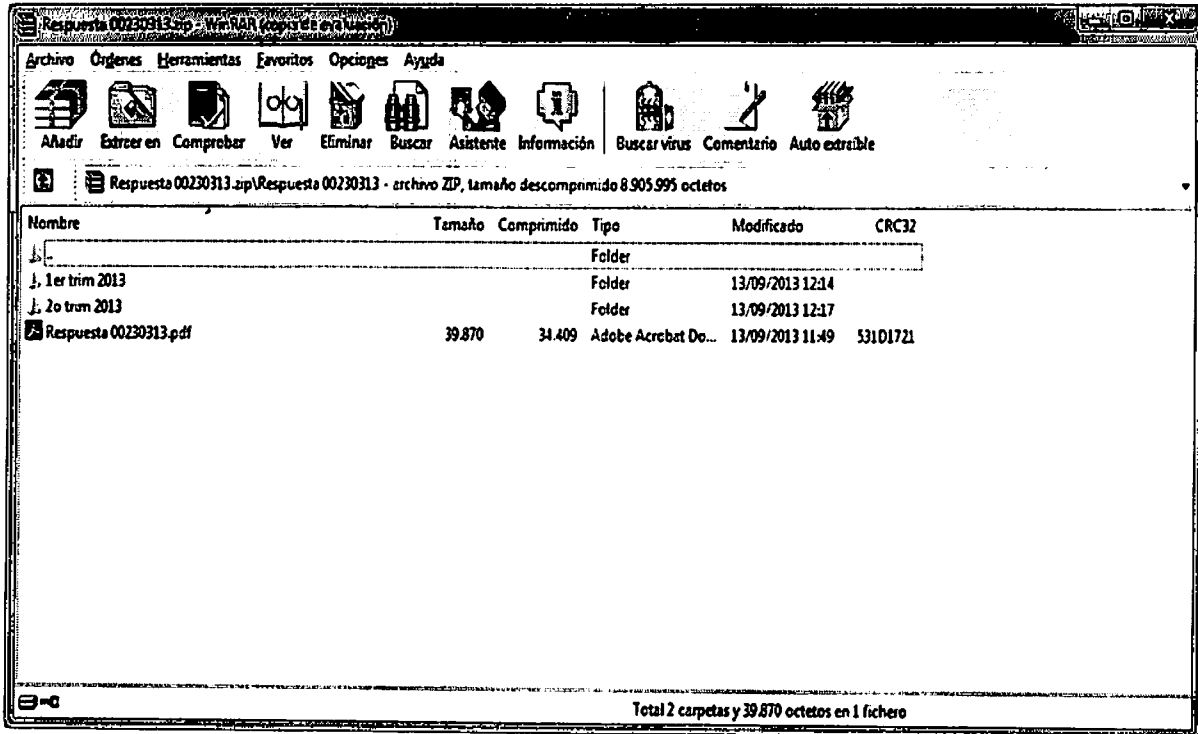 Respuesta 00230313.zip - WinRAR (copia de evaluación)
Archivo Órdenes Herramientas Favoritos Opciones Ayuda
Añadir Extraer en Comprobar Ver Eliminar Buscar Asistente Información Buscar virus Comentario Auto extraíble
Respuesta 00230313.zip\Respuesta 00230313 - archivo ZIP, tamaño descomprimido 8.905.995 octetos
Nombre Tamaño Comprimido Tipo Modificado CRC32
.. Folder
1er trim 2013 Folder 13/09/2013 12:14
2o trim 2013 Folder 13/09/2013 12:17
Respuesta 00230313.pdf 39.870 34.409 Adobe Acrobat Do... 13/09/2013 11:49 531D1721
Total 2 carpetas y 39.870 octetos en 1 fichero